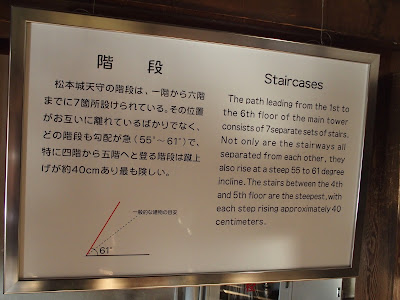 階　段
松本城天守の階段は、一階から六階
までに7箇所設けられている。その位置
がお互いに離れているばかりでなく、
どの階段も勾配が急（55°～61°）で、
特に四階から五階へと登る階段は蹴上
げが約40cmあり最も険しい。
一般的な建物の目安
61°
Staircases
The path leading from the 1st to
the 6th floor of the main tower
consists of 7separate sets of stairs.
Not only are the stairways all
separated from each other, they
also rise at a steep 55 to 61 degree
incline. The stairs between the 4th
and 5th floor are the steepest, with
each step rising approximately 40
centimeters.